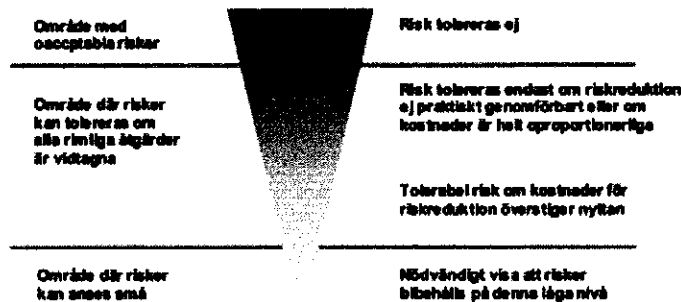 Område med
oacceptabla risker
Risk tolereras ej
Område där risker
kan tolereras om
alla rimliga åtgärder
är vidtagna
Risk tolereras endast om riskreduktion
ej praktiskt genomförbart eller om
kostnader är helt oproportionerliga
Tolerabel risk om kostnader för
riskreduktion överstiger nyttan
Område där risker
kan anses små
Nödvändigt visa att risker
bibehålls på denna låga nivå